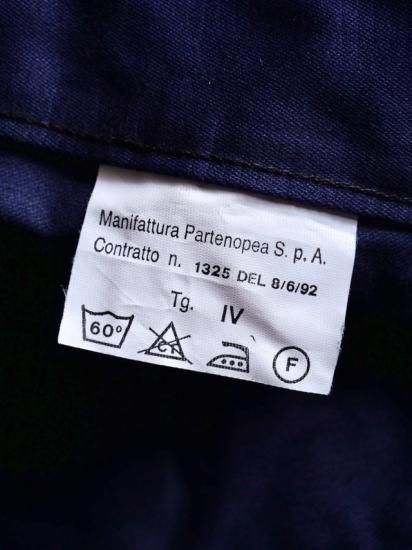 Manifattura Partenopea S. p. A.
Contratto n. 1325 DEL 8/6/92
Tg. IV
60° Cl F